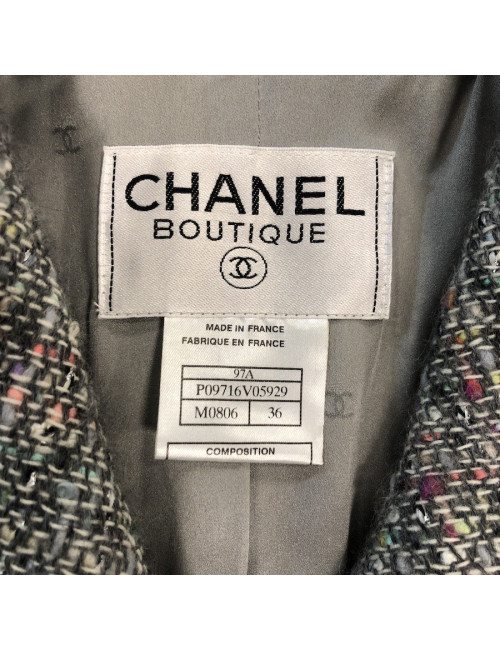 CHANEL
BOUTIQUE
MADE IN FRANCE
FABRIQUE EN FRANCE
97A
P09716V05929
M0806 36
COMPOSITION